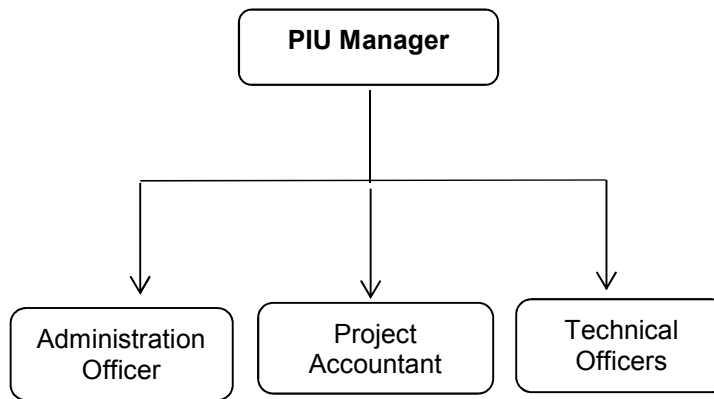 PIU Manager
Administration
Officer
Project
Accountant
Technical
Officers